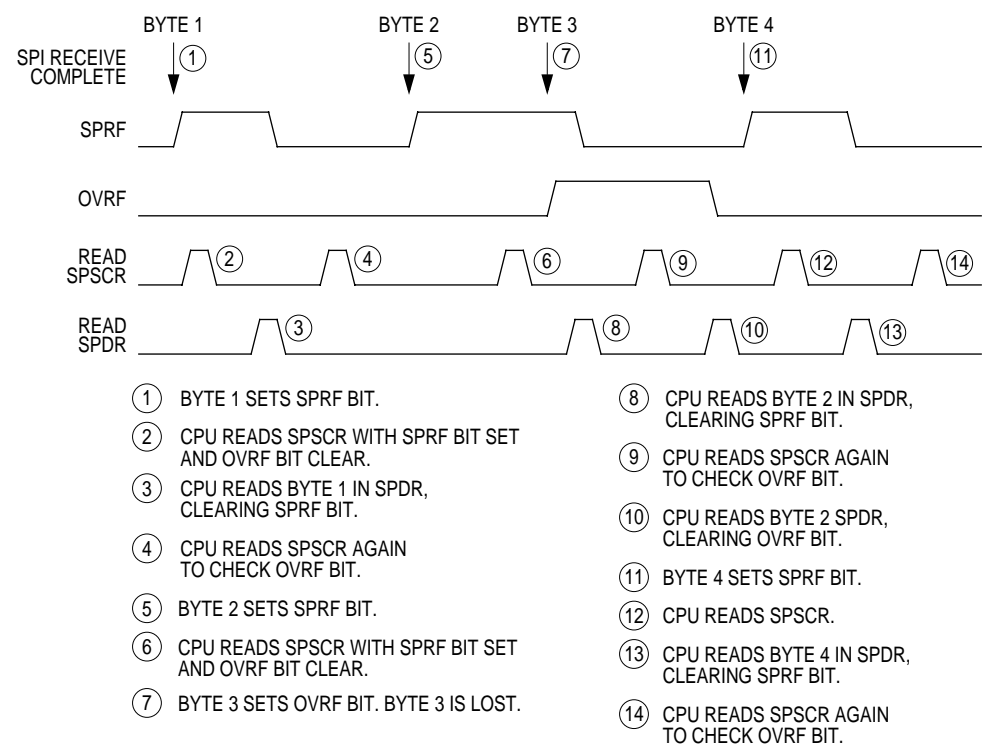 BYTE 1 BYTE 2 BYTE 3 BYTE 4
SPI RECEIVE
COMPLETE
1 5 7 11
SPRF
OVRF
READ
SPSCR
2 4 6 9 12 14
READ
SPDR
3 8 10 13
1 BYTE 1 SETS SPRF BIT.
2 CPU READS SPSCR WITH SPRF BIT SET
AND OVRF BIT CLEAR.
3 CPU READS BYTE 1 IN SPDR,
CLEARING SPRF BIT.
4 CPU READS SPSCR AGAIN
TO CHECK OVRF BIT.
5 BYTE 2 SETS SPRF BIT.
6 CPU READS SPSCR WITH SPRF BIT SET
AND OVRF BIT CLEAR.
7 BYTE 3 SETS OVRF BIT. BYTE 3 IS LOST.
8 CPU READS BYTE 2 IN SPDR,
CLEARING SPRF BIT.
9 CPU READS SPSCR AGAIN
TO CHECK OVRF BIT.
10 CPU READS BYTE 2 SPDR,
CLEARING OVRF BIT.
11 BYTE 4 SETS SPRF BIT.
12 CPU READS SPSCR.
13 CPU READS BYTE 4 IN SPDR,
CLEARING SPRF BIT.
14 CPU READS SPSCR AGAIN
TO CHECK OVRF BIT.